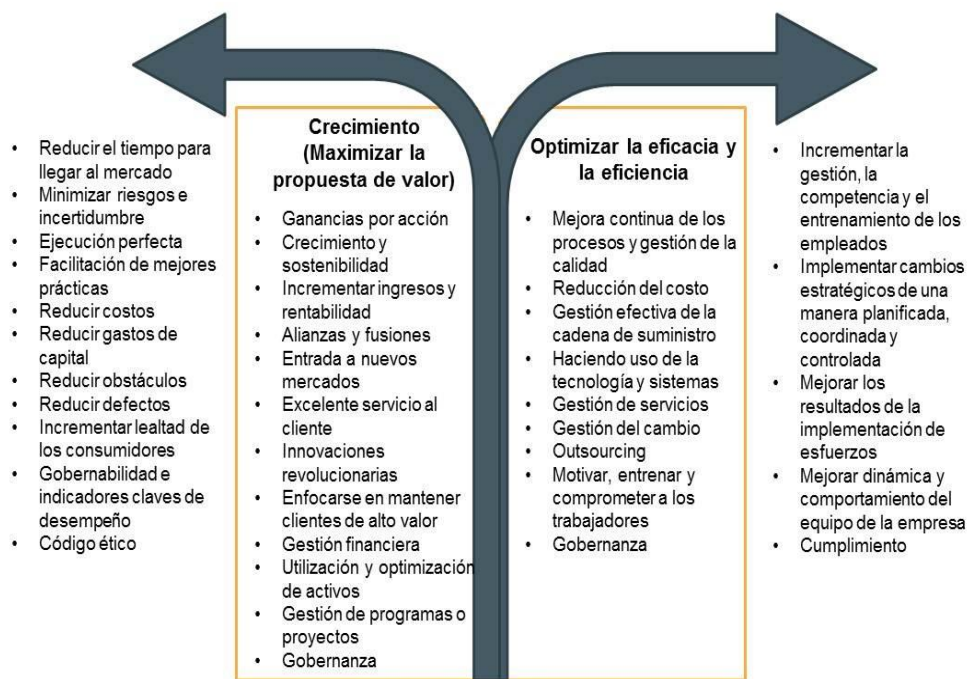 • Reducir el tiempo para
llegar al mercado
• Minimizar riesgos e
incertidumbre
• Ejecución perfecta
• Facilitación de mejores
prácticas
• Reducir costos
• Reducir gastos de
capital
• Reducir obstáculos
• Reducir defectos
• Incrementar lealtad de
los consumidores
• Gobernabilidad e
indicadores claves de
desempeño
• Código ético
Crecimiento
(Maximizar la
propuesta de valor)
• Ganancias por acción
• Crecimiento y
sostenibilidad
• Incrementar ingresos y
rentabilidad
• Alianzas y fusiones
• Entrada a nuevos
mercados
• Excelente servicio al
cliente
• Innovaciones
revolucionarias
• Enfocarse en mantener
clientes de alto valor
• Gestión financiera
• Utilización y optimización
de activos
• Gestión de programas o
proyectos
• Gobernanza
Optimizar la eficacia y
la eficiencia
• Mejora continua de los
procesos y gestión de la
calidad
• Reducción del costo
• Gestión efectiva de la
cadena de suministro
• Haciendo uso de la
tecnología y sistemas
• Gestión de servicios
• Gestión del cambio
• Outsourcing
• Motivar, entrenar y
comprometer a los
trabajadores
• Gobernanza
• Incrementar la
gestión, la
competencia y el
entrenamiento de los
empleados
• Implementar cambios
estratégicos de una
manera planificada,
coordinada y
controlada
• Mejorar los
resultados de la
implementación de
esfuerzos
• Mejorar dinámica y
comportamiento del
equipo de la empresa
• Cumplimiento